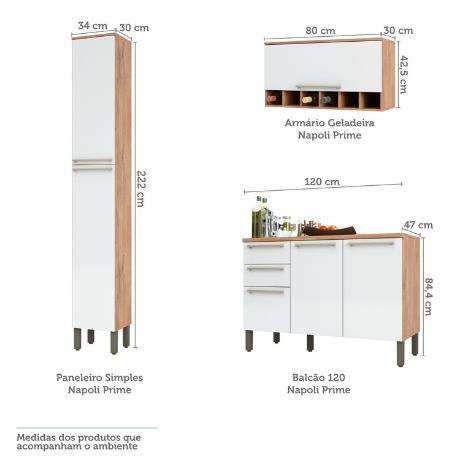 34 cm
30 cm
222 cm
Paneleiro Simples
Napoli Prime
80 cm
30 cm
42,5 cm
Armário Geladeira
Napoli Prime
120 cm
47 cm
84,4 cm
Balcão 120
Napoli Prime
Medidas dos produtos que
acompanham o ambiente